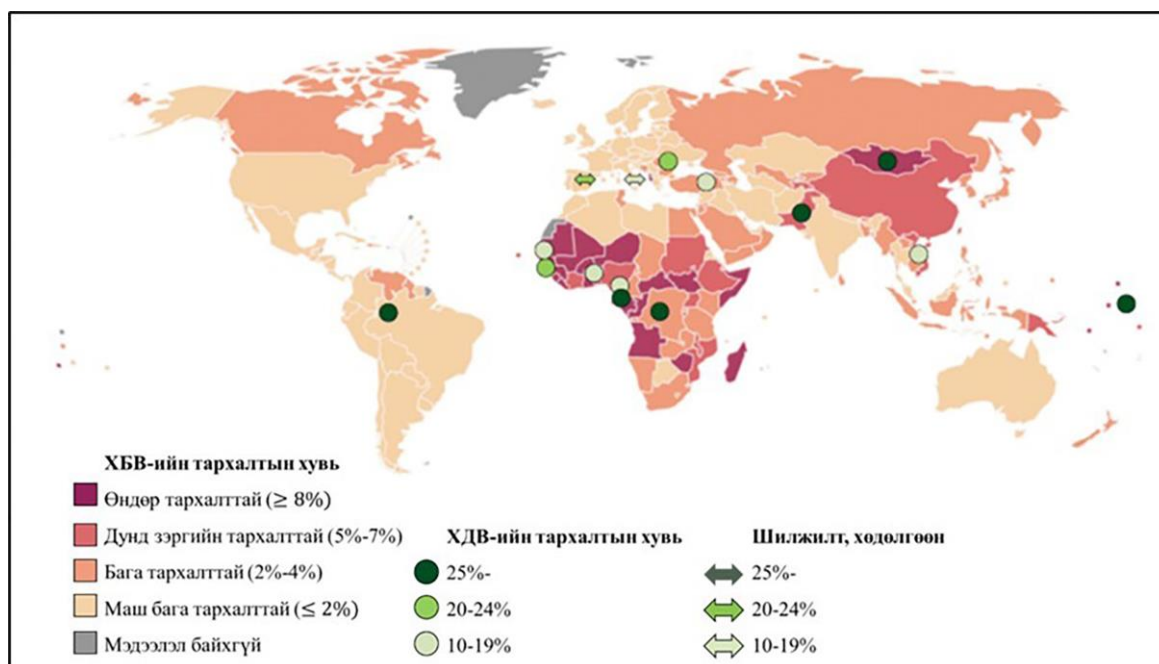 ХБВ-ийн тархалтын хувь
Өндөр тархалттай (≥ 8%)
Дунд зэргийн тархалттай (5%-7%)
Бага тархалттай (2%-4%)
Маш бага тархалттай (≤ 2%)
Мэдээлэл байхгүй
ХДВ-ийн тархалтын хувь
25%-
20-24%
10-19%
Шилжилт, ходолгөөн
25%-
20-24%
10-19%